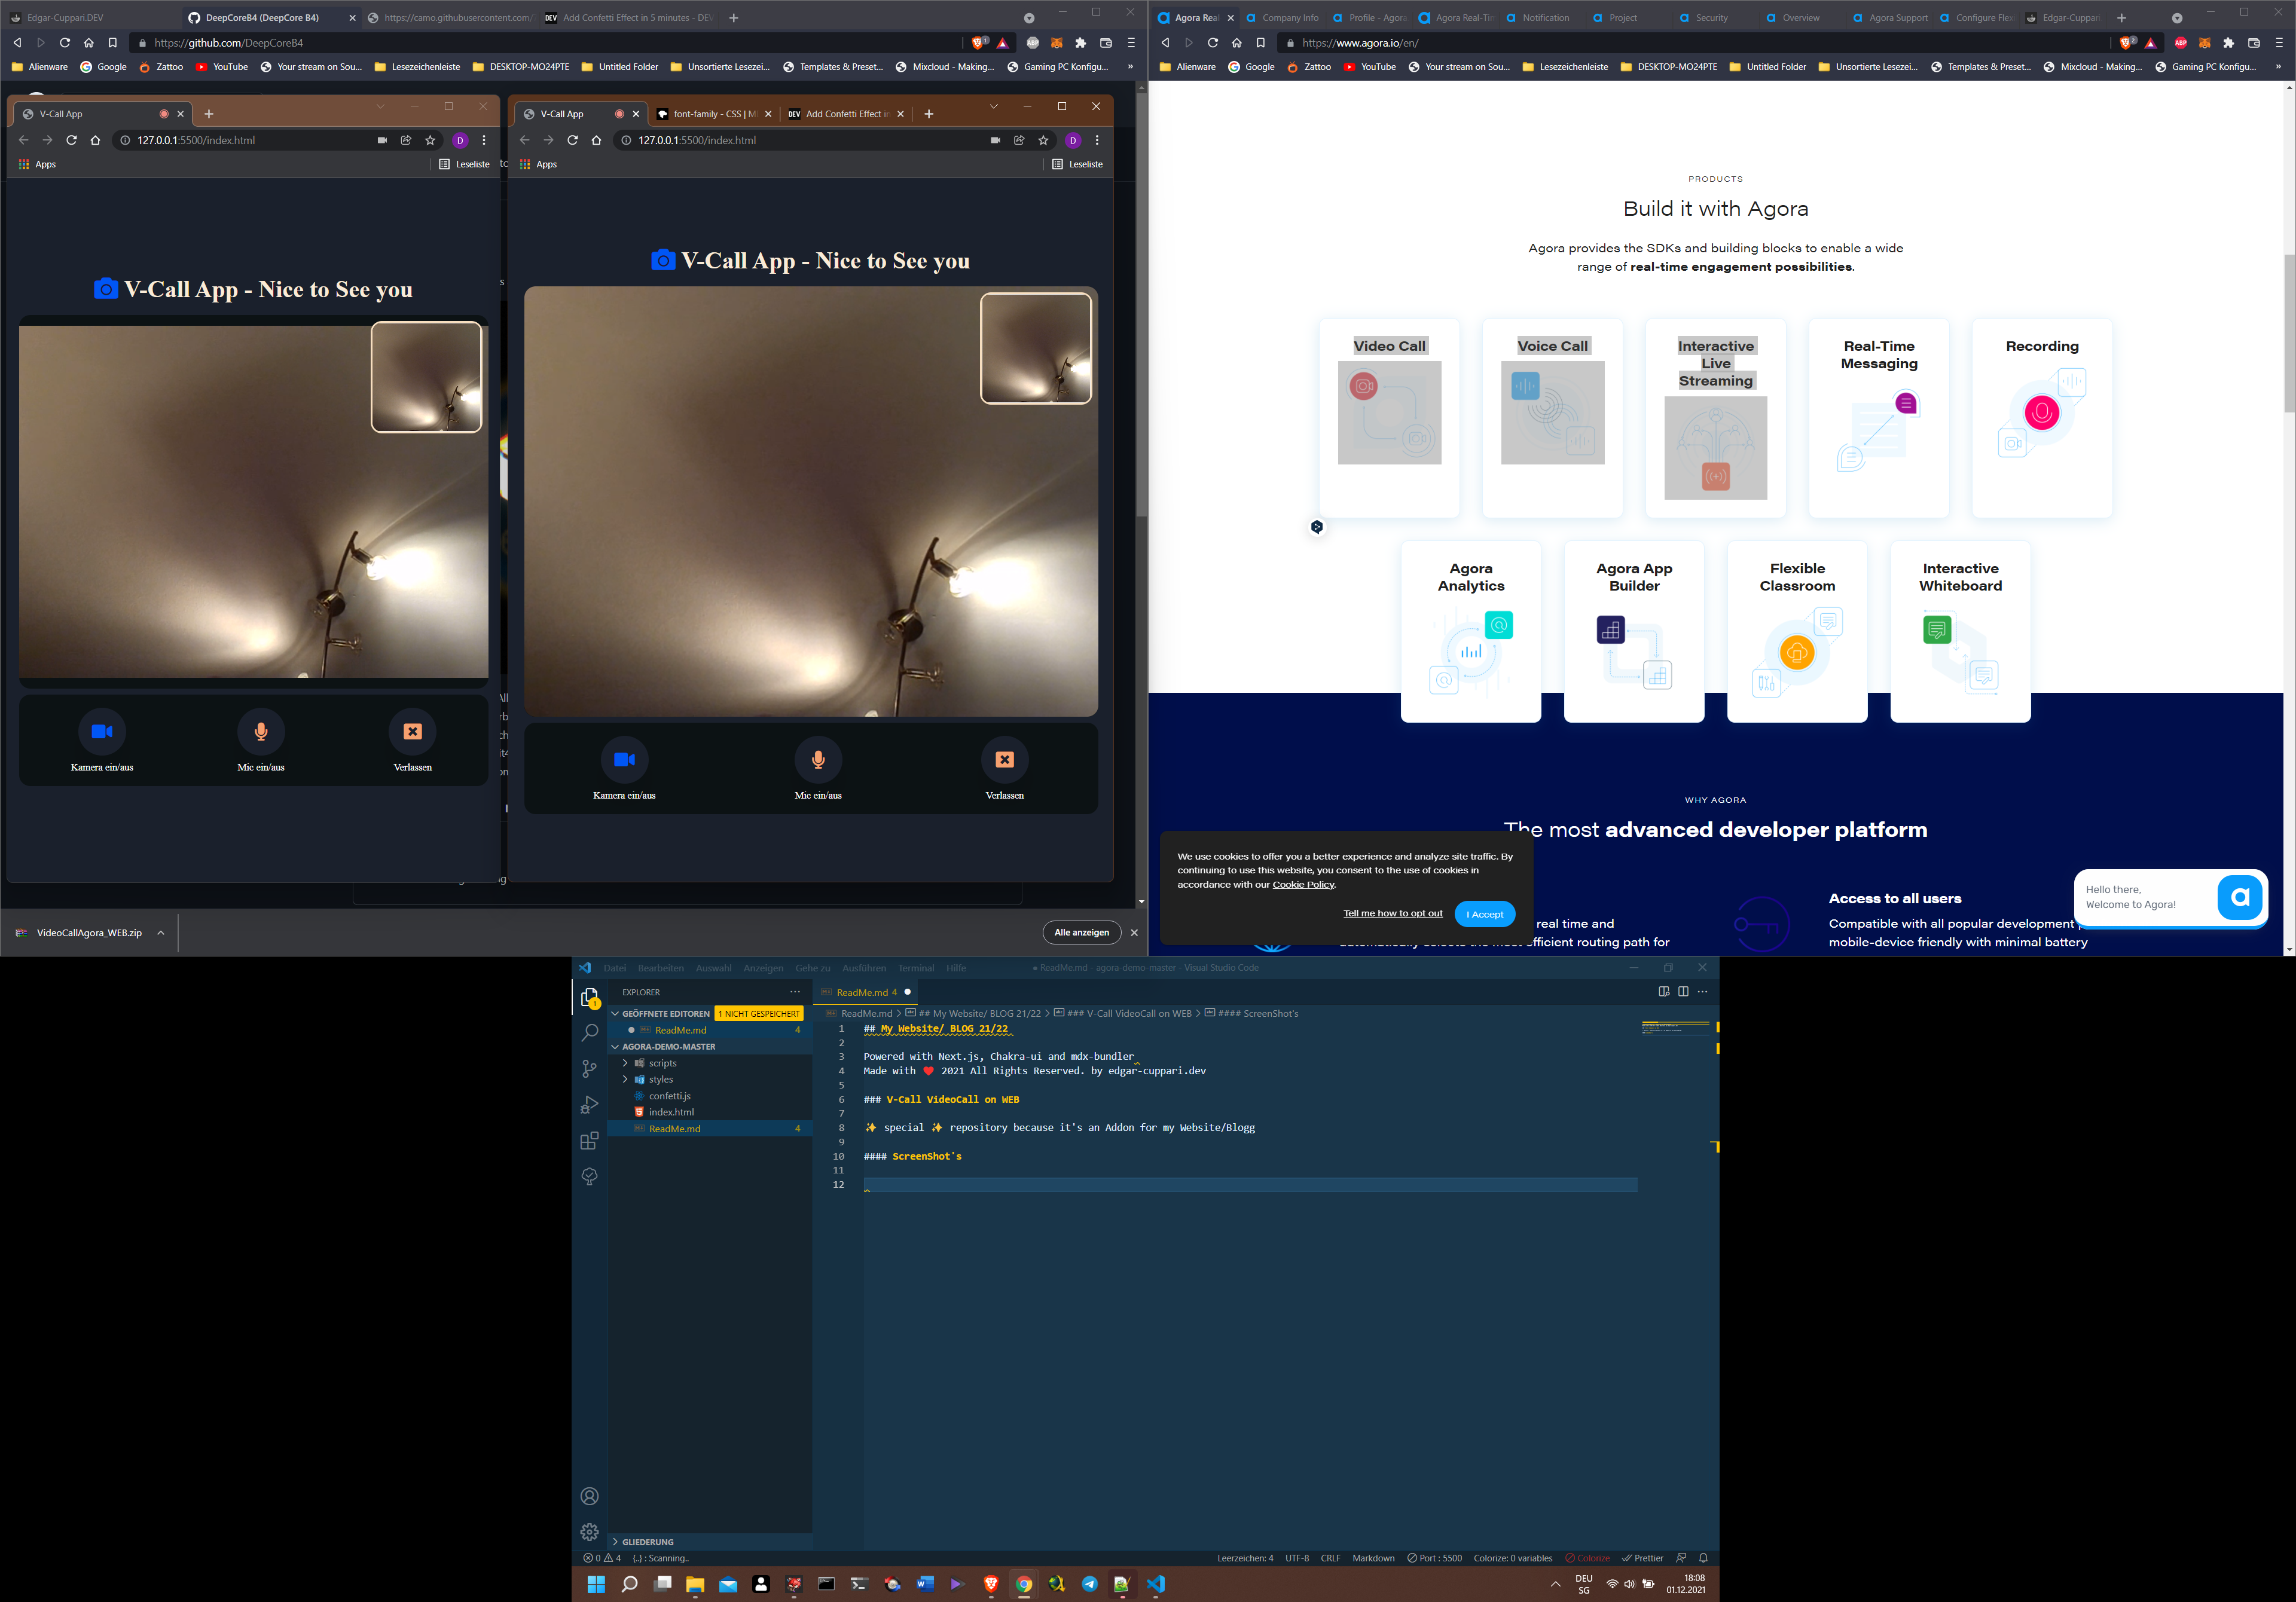 Edgar-Cuppari.DEV
DeepCoreB4 (DeepCore B4)
https://camo.githubusercontent.com/
DEV Add Confetti Effect in 5 minutes - DEV
https://github.com/DeepCoreB4
Alienware
Google
Zattoo
YouTube
Your stream on Sou...
Lesezeichenleiste
DESKTOP-MO24PTE
Untitled Folder
Unsortierte Lesezei...
Templates & Preset...
Mixcloud - Making...
Gaming PC Konfigu...
»
V-Call App
127.0.0.1:5500/index.html
D
Apps
Leseliste
V-Call App - Nice to See you
Kamera ein/aus
Mic ein/aus
Verlassen
V-Call App
font-family - CSS | M
DEV Add Confetti Effect in
127.0.0.1:5500/index.html
D
Apps
Leseliste
V-Call App - Nice to See you
Kamera ein/aus
Mic ein/aus
Verlassen
VideoCallAgora_WEB.zip
Alle anzeigen
Agora Real
Company Info
Profile - Agora
Agora Real-Tim
Notification
Project
Security
Overview
Agora Support
Configure Flex
Edgar-Cuppari
https://www.agora.io/en/
ABP
Alienware
Google
Zattoo
YouTube
Your stream on Sou...
Lesezeichenleiste
DESKTOP-MO24PTE
Untitled Folder
Unsortierte Lesezei...
Templates & Preset...
Mixcloud - Making...
Gaming PC Konfigu...
»
PRODUCTS
Build it with Agora
Agora provides the SDKs and building blocks to enable a wide
range of real-time engagement possibilities.
Video Call
Voice Call
Interactive
Live
Streaming
Real-Time
Messaging
Recording
Agora
Analytics
Agora App
Builder
Flexible
Classroom
Interactive
Whiteboard
WHY AGORA
The most advanced developer platform
We use cookies to offer you a better experience and analyze site traffic. By
continuing to use this website, you consent to the use of cookies in
accordance with our Cookie Policy.
Tell me how to opt out
I Accept
real time and
efficient routing path for
Access to all users
Compatible with all popular development
mobile-device friendly with minimal battery
Hello there,
Welcome to Agora!
Datei Bearbeiten Auswahl Anzeigen Gehe zu Ausführen Terminal Hilfe
● ReadMe.md - agora-demo-master - Visual Studio Code
EXPLORER
GEÖFFNETE EDITOREN
1 NICHT GESPEICHERT
ReadMe.md 4
AGORA-DEMO-MASTER
scripts
styles
confetti.js
index.html
ReadMe.md 4
GLIEDERUNG
ReadMe.md 4
ReadMe.md > ## My Website/ BLOG 21/22 > ### V-Call VideoCall on WEB > #### ScreenShot's
1 ## My Website/ BLOG 21/22
2
3 Powered with Next.js, Chakra-ui and mdx-bundler
4 Made with ❤️ 2021 All Rights Reserved. by edgar-cuppari.dev
5
6 ### V-Call VideoCall on WEB
7
8 ✨ special ✨ repository because it's an Addon for my Website/Blogg
9
10 #### ScreenShot's
11
12
0 4 {..} : Scanning..
Leerzeichen: 4 UTF-8 CRLF Markdown Port : 5500 Colorize: 0 variables Colorize Prettier
DEU
SG
18:08
01.12.2021